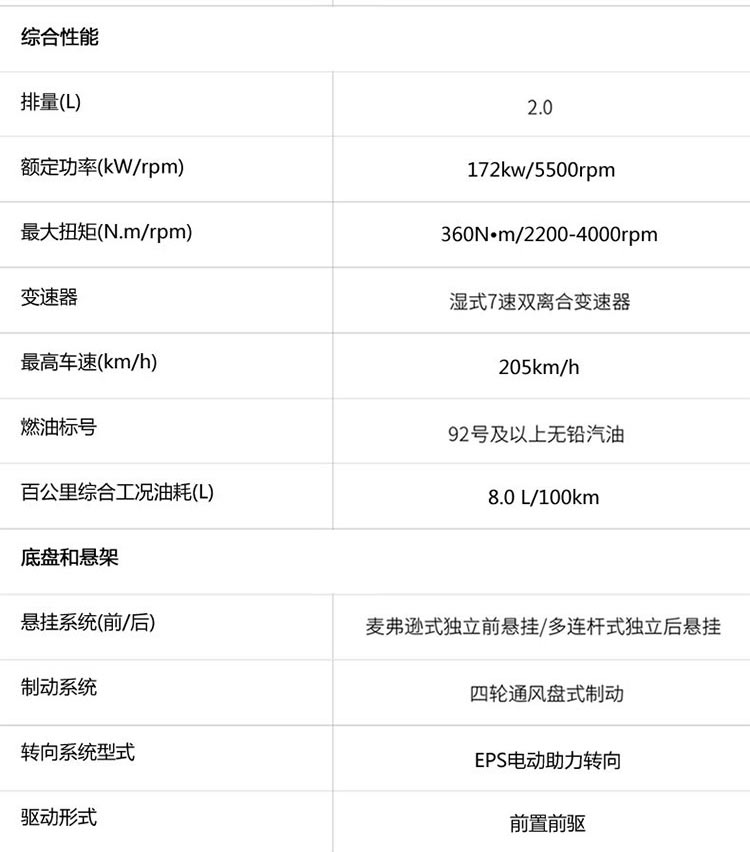 综合性能
排量(L)
2.0
额定功率(kW/rpm)
172kw/5500rpm
最大扭矩(N.m/rpm)
360N•m/2200-4000rpm
变速器
湿式7速双离合变速器
最高车速(km/h)
205km/h
燃油标号
92号及以上无铅汽油
百公里综合工况油耗(L)
8.0 L/100km
底盘和悬架
悬挂系统(前/后)
麦弗逊式独立前悬挂/多连杆式独立后悬挂
制动系统
四轮通风盘式制动
转向系统型式
EPS电动助力转向
驱动形式
前置前驱